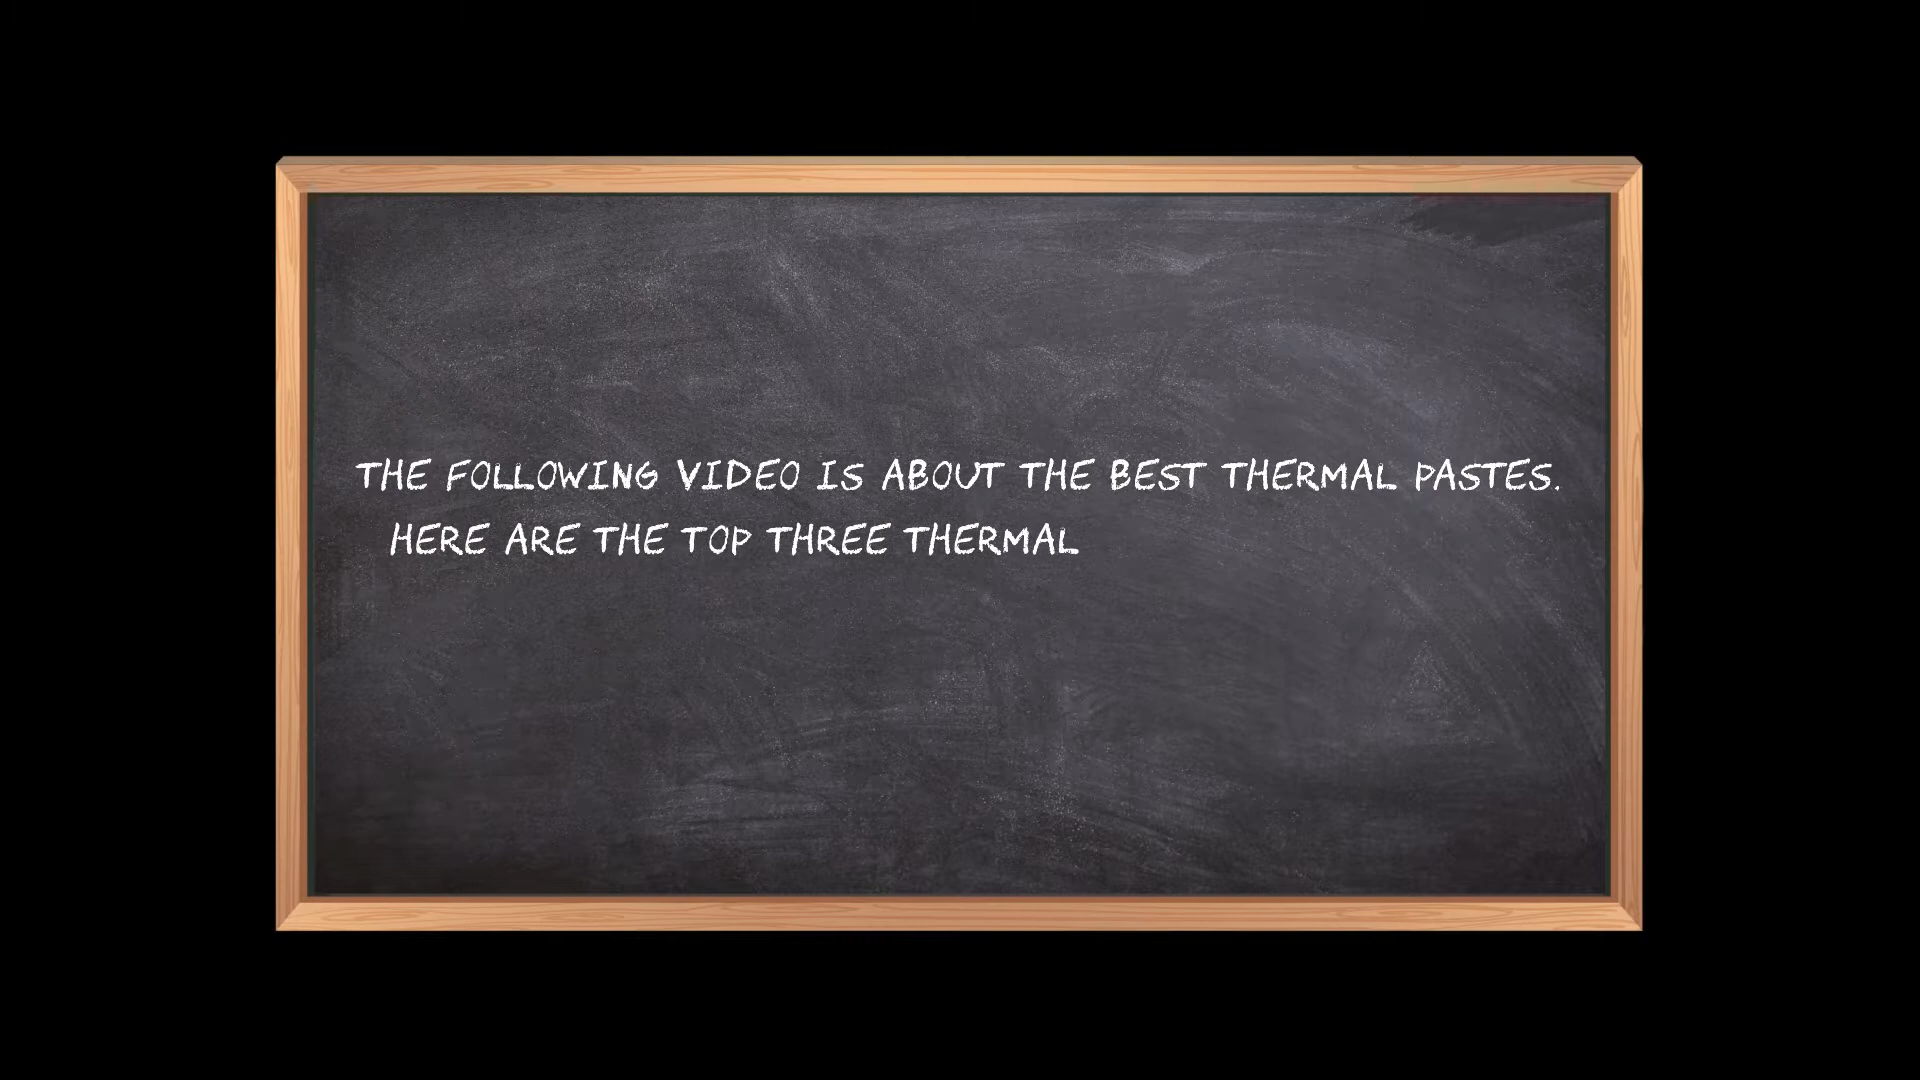 THE FOLLOWING VIDEO IS ABOUT THE BEST THERMAL PASTES.
HERE ARE THE TOP THREE THERMAL